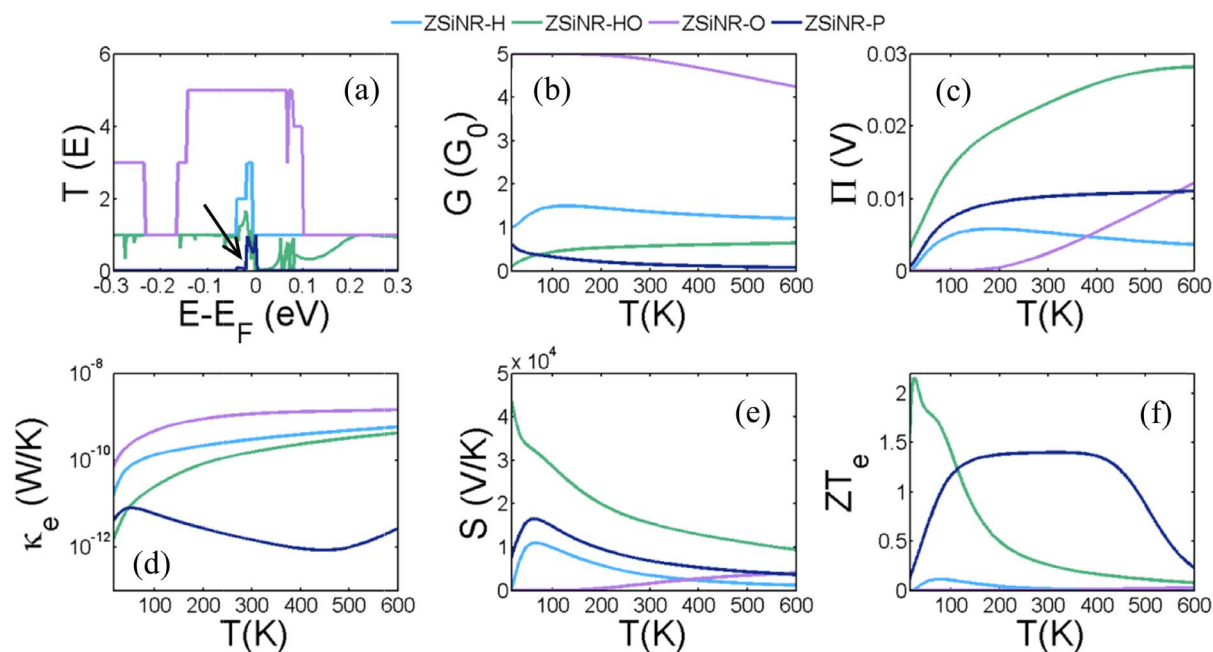 ZSiNR-H ZSiNR-HO ZSiNR-O ZSiNR-P
(a)
T (E)
6
4
2
0
-0.3 -0.2 -0.1 0 0.1 0.2 0.3
E-E_F (eV)
(b)
G (G_0)
5
4
3
2
1
0
100 200 300 400 500 600
T(K)
(c)
Π (V)
0.03
0.02
0.01
0
100 200 300 400 500 600
T(K)
(d)
κ_e (W/K)
10^-8
10^-10
10^-12
100 200 300 400 500 600
T(K)
(e)
S (V/K)
5 x 10^4
4
3
2
1
0
100 200 300 400 500 600
T(K)
(f)
ZT_e
2
1.5
1
0.5
0
100 200 300 400 500 600
T(K)